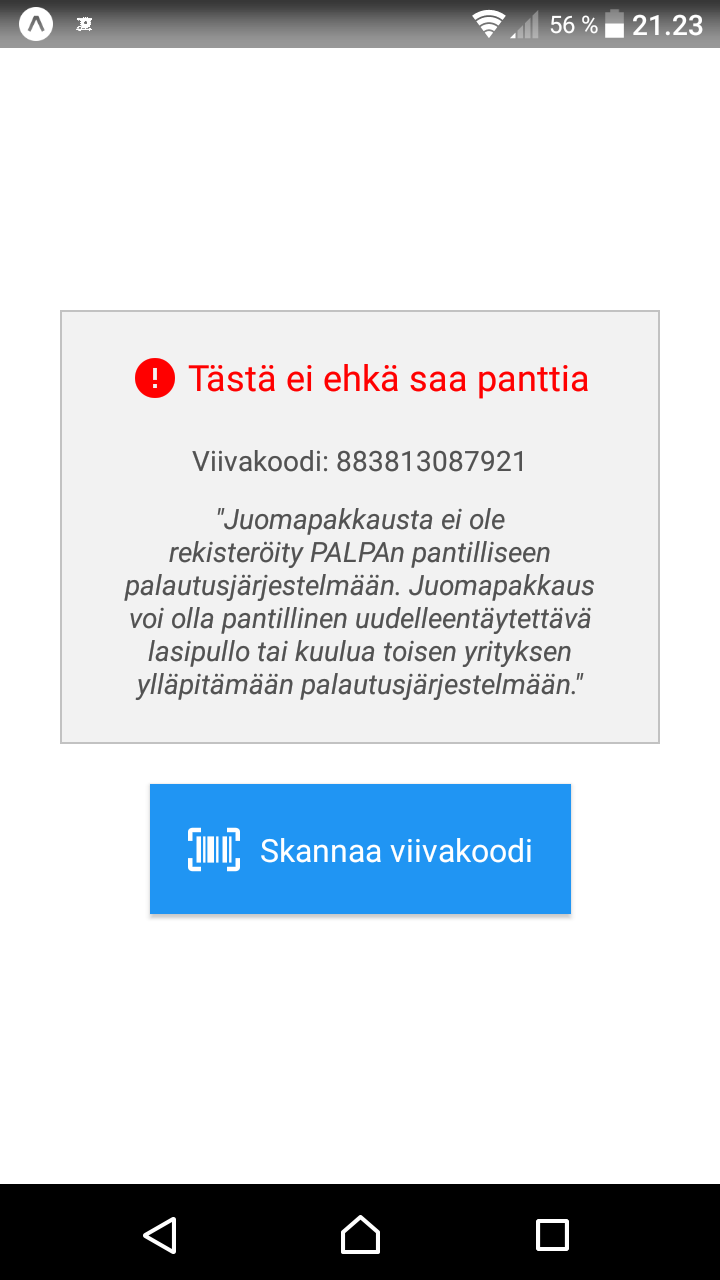 56 % 21.23
Tästä ei ehkä saa panttia
Viivakoodi: 883813087921
"Juomapakkausta ei ole
rekisteröity PALPAn pantilliseen
palautusjärjestelmään. Juomapakkaus
voi olla pantillinen uudelleentäytettävä
lasipullo tai kuulua toisen yrityksen
ylläpitämään palautusjärjestelmään."
Skannaa viivakoodi